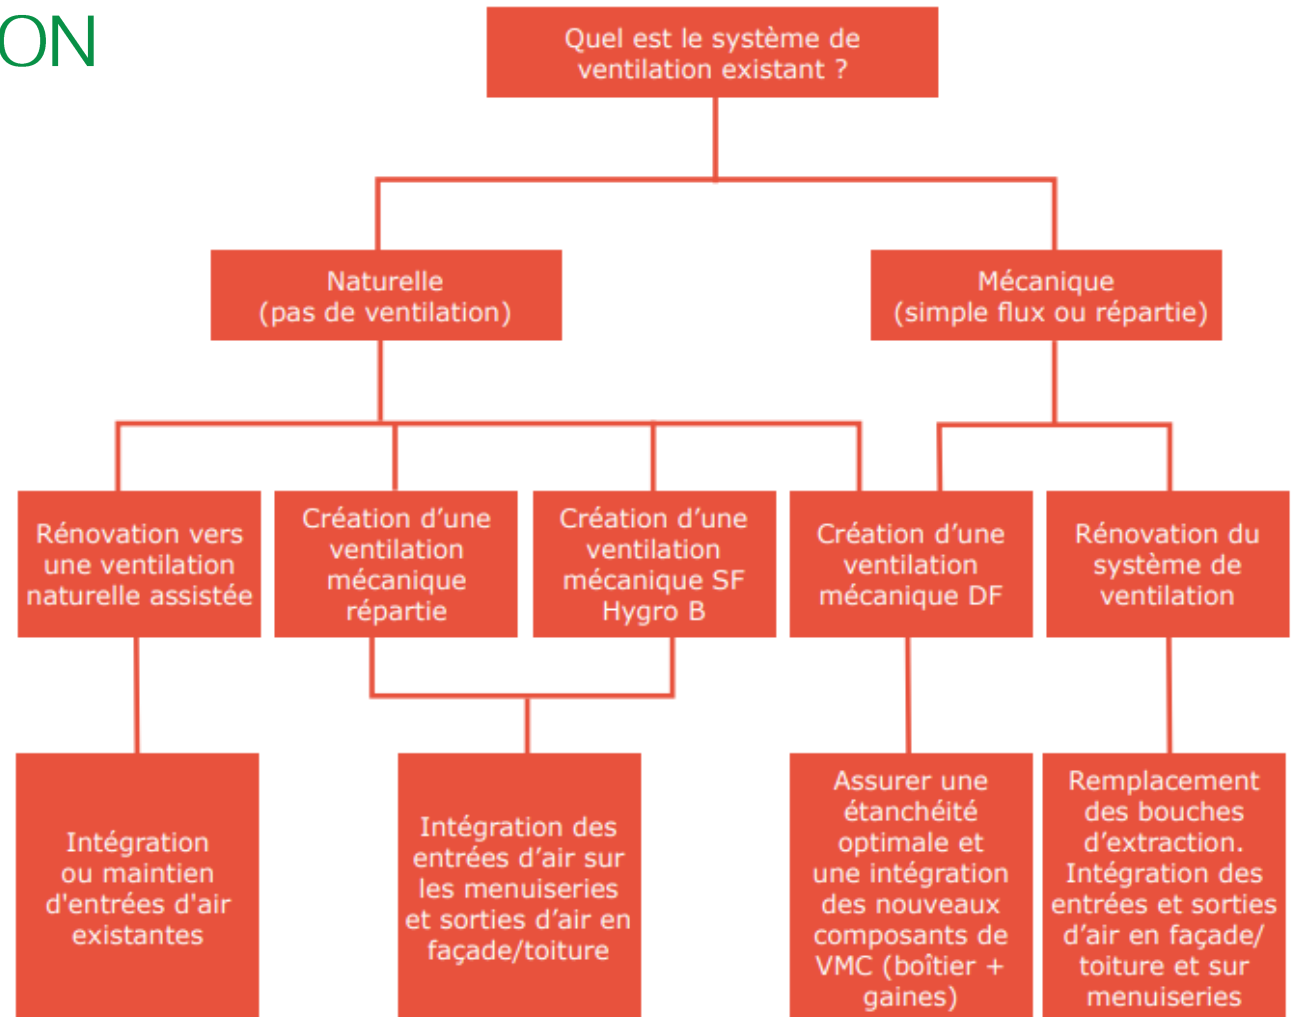 ON
Quel est le système de
ventilation existant ?
Naturelle
(pas de ventilation)
Mécanique
(simple flux ou répartie)
Rénovation vers
une ventilation
naturelle assistée
Création d’une
ventilation
mécanique
répartie
Création d’une
ventilation
mécanique SF
Hygro B
Création d’une
ventilation
mécanique DF
Rénovation du
système de
ventilation
Intégration
ou maintien
d'entrées d'air
existantes
Intégration des
entrées d’air sur
les menuiseries
et sorties d’air en
façade/toiture
Assurer une
étanchéité
optimale et
une intégration
des nouveaux
composants de
VMC (boîtier +
gaines)
Remplacement
des bouches
d’extraction.
Intégration des
entrées et sorties
d’air en façade/
toiture et sur
menuiseries